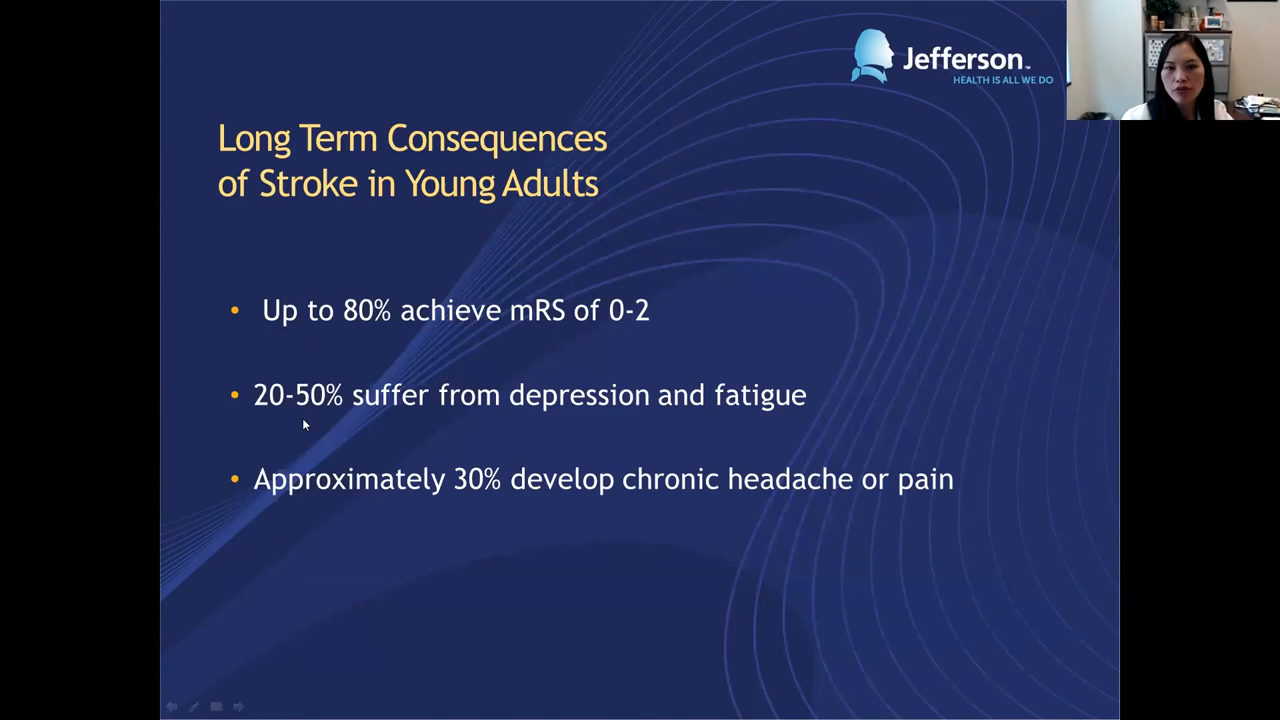 Jefferson™
HEALTH IS ALL WE DO
Long Term Consequences
of Stroke in Young Adults
• Up to 80% achieve mRS of 0-2
• 20-50% suffer from depression and fatigue
• Approximately 30% develop chronic headache or pain